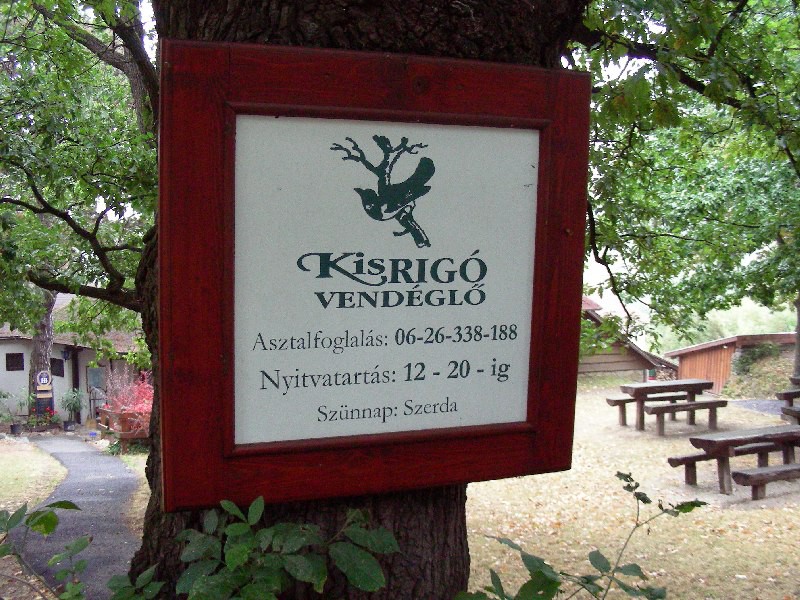 KisRIGÓ
VENDÉGLŐ
Asztalfoglalás: 06-26-338-188
Nyitvatartás: 12 - 20 - ig
Szünnap: Szerda